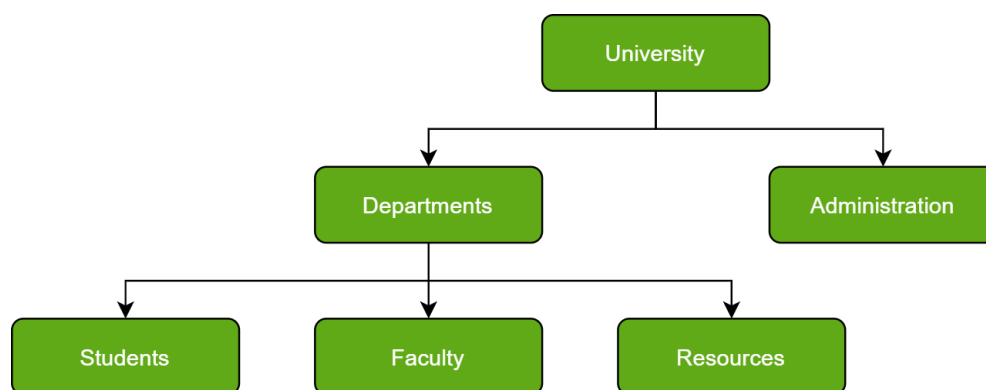 University
Departments
Administration
Students
Faculty
Resources